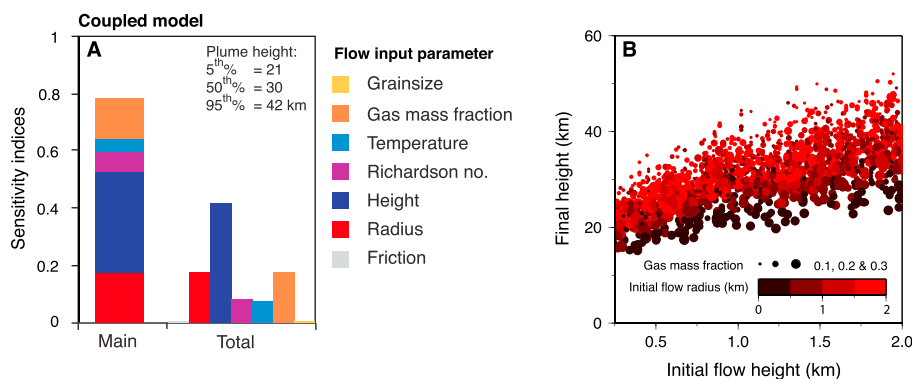 Coupled model
A
Plume height:
5th% = 21
50th% = 30
95th% = 42 km
Sensitivity indices
1
0.8
0.6
0.4
0.2
0
Main
Total
Flow input parameter
Grainsize
Gas mass fraction
Temperature
Richardson no.
Height
Radius
Friction
B
Final height (km)
60
40
20
0
Gas mass fraction 0.1, 0.2 & 0.3
Initial flow radius (km)
0 1 2
0.5 1.0 1.5 2.0
Initial flow height (km)